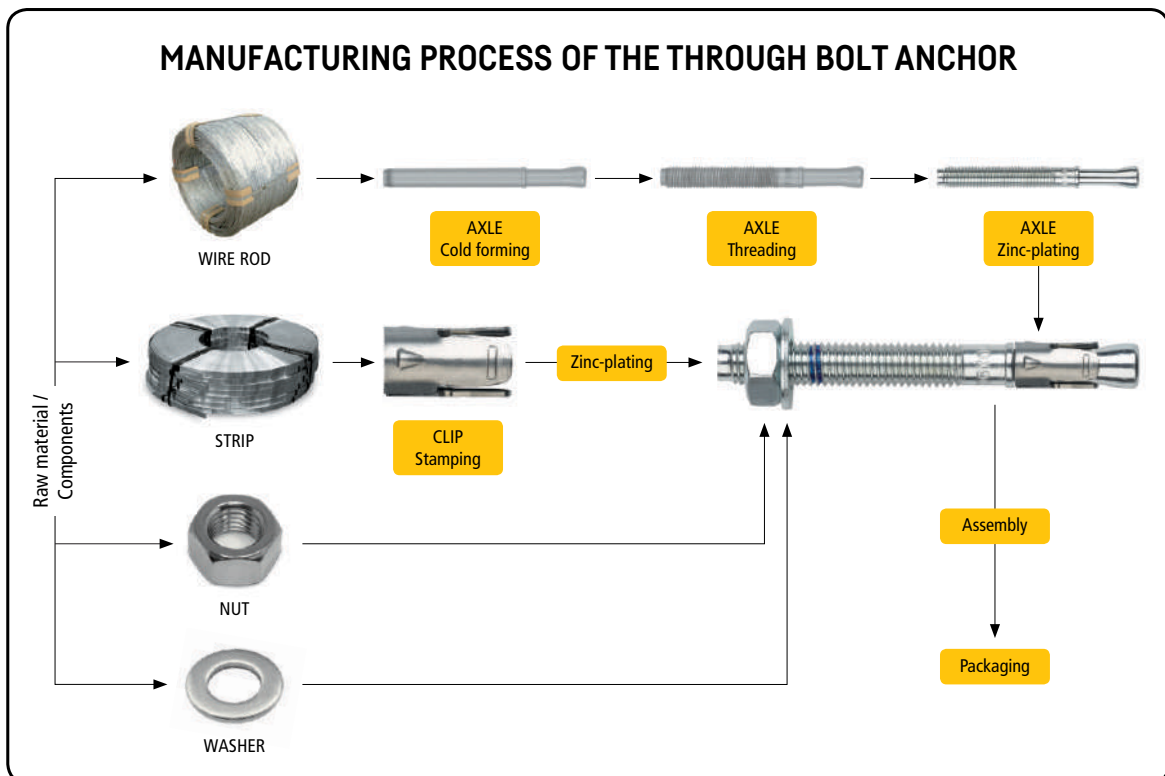 MANUFACTURING PROCESS OF THE THROUGH BOLT ANCHOR
WIRE ROD
AXLE
Cold forming
AXLE
Threading
AXLE
Zinc-plating
STRIP
CLIP
Stamping
Zinc-plating
Raw material /
Components
NUT
Assembly
WASHER
Packaging